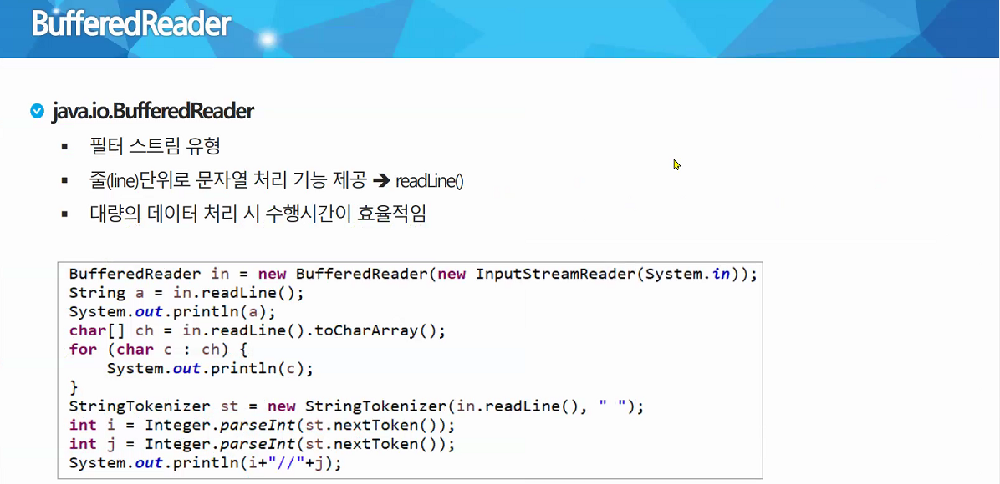 BufferedReader
java.io.BufferedReader
▪ 필터 스트림 유형
▪ 줄(line)단위로 문자열 처리 기능 제공 ➔ readLine()
▪ 대량의 데이터 처리 시 수행시간이 효율적임
BufferedReader in = new BufferedReader(new InputStreamReader(System.in));
String a = in.readLine();
System.out.println(a);
char[] ch = in.readLine().toCharArray();
for (char c : ch) {
    System.out.println(c);
}
StringTokenizer st = new StringTokenizer(in.readLine(), " ");
int i = Integer.parseInt(st.nextToken());
int j = Integer.parseInt(st.nextToken());
System.out.println(i+"//"+j);